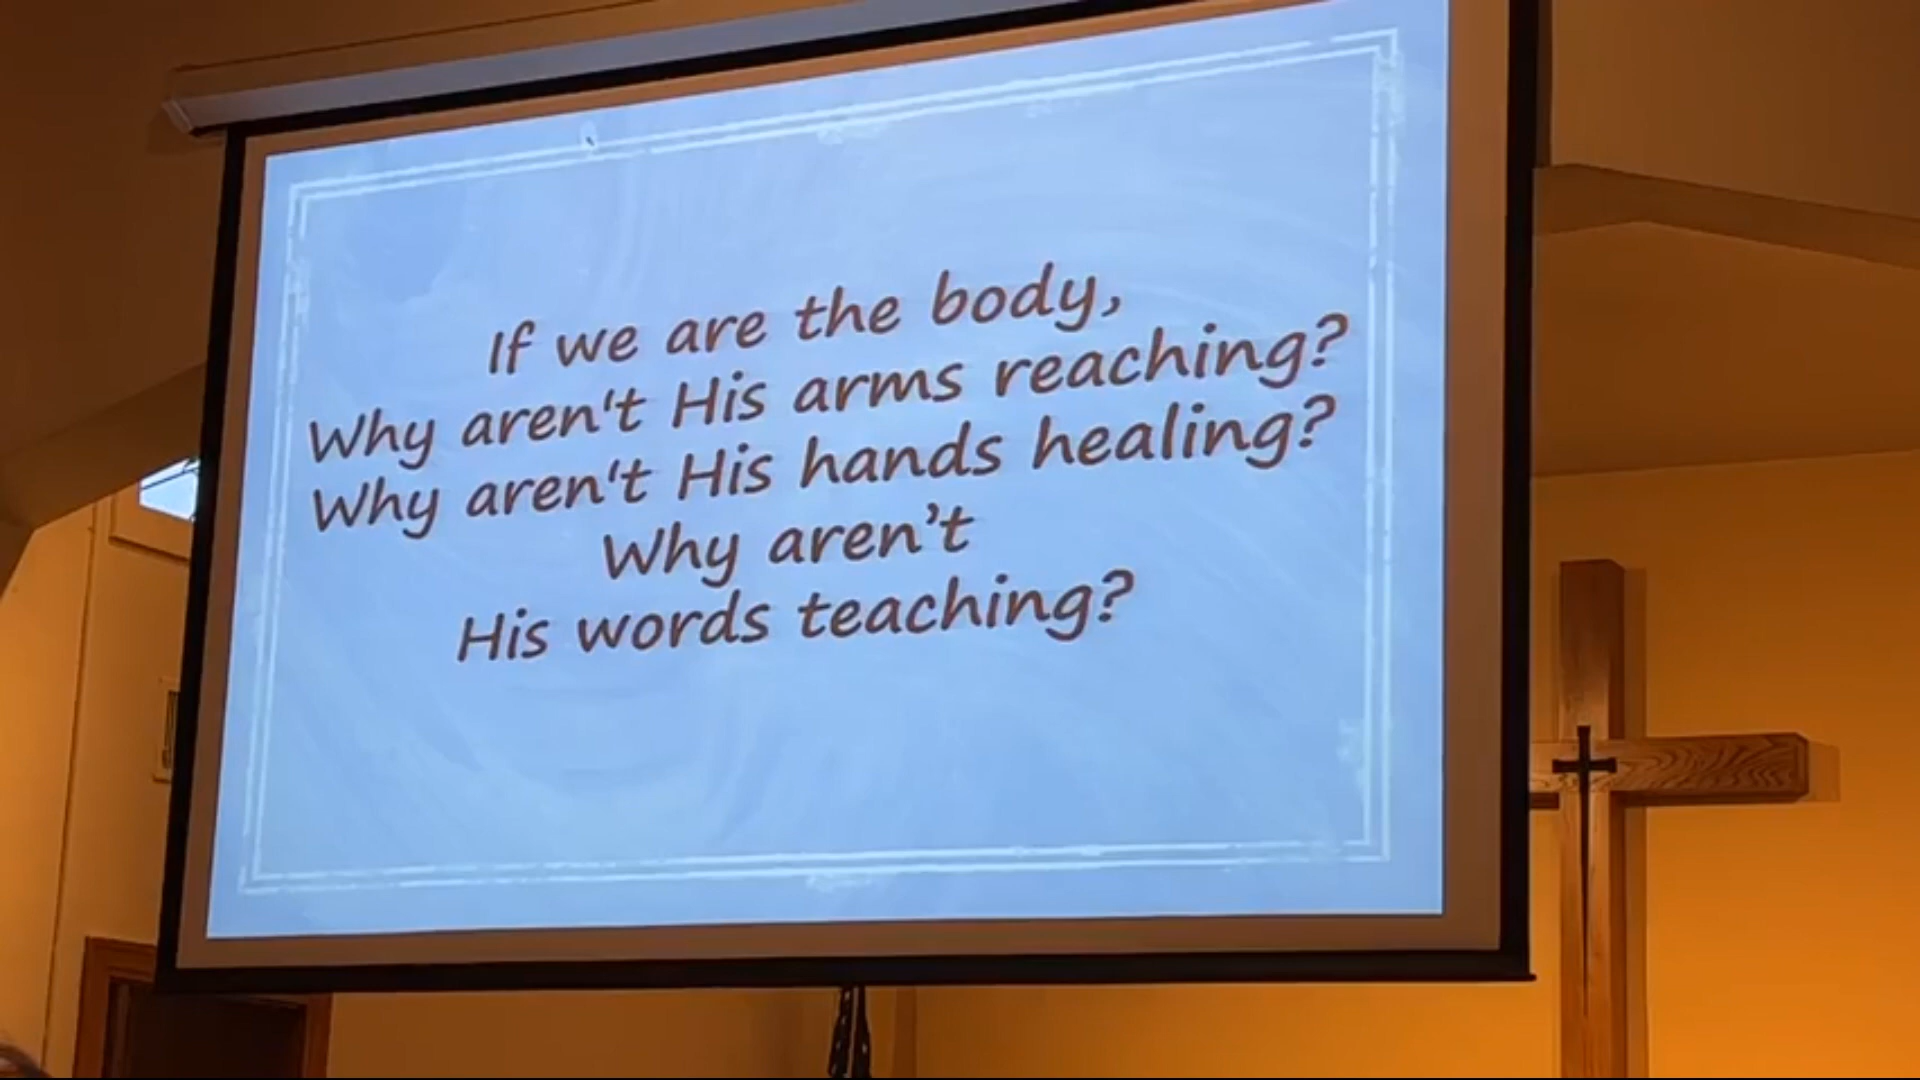 If we are the body,
Why aren't His arms reaching?
Why aren't His hands healing?
Why aren’t
His words teaching?